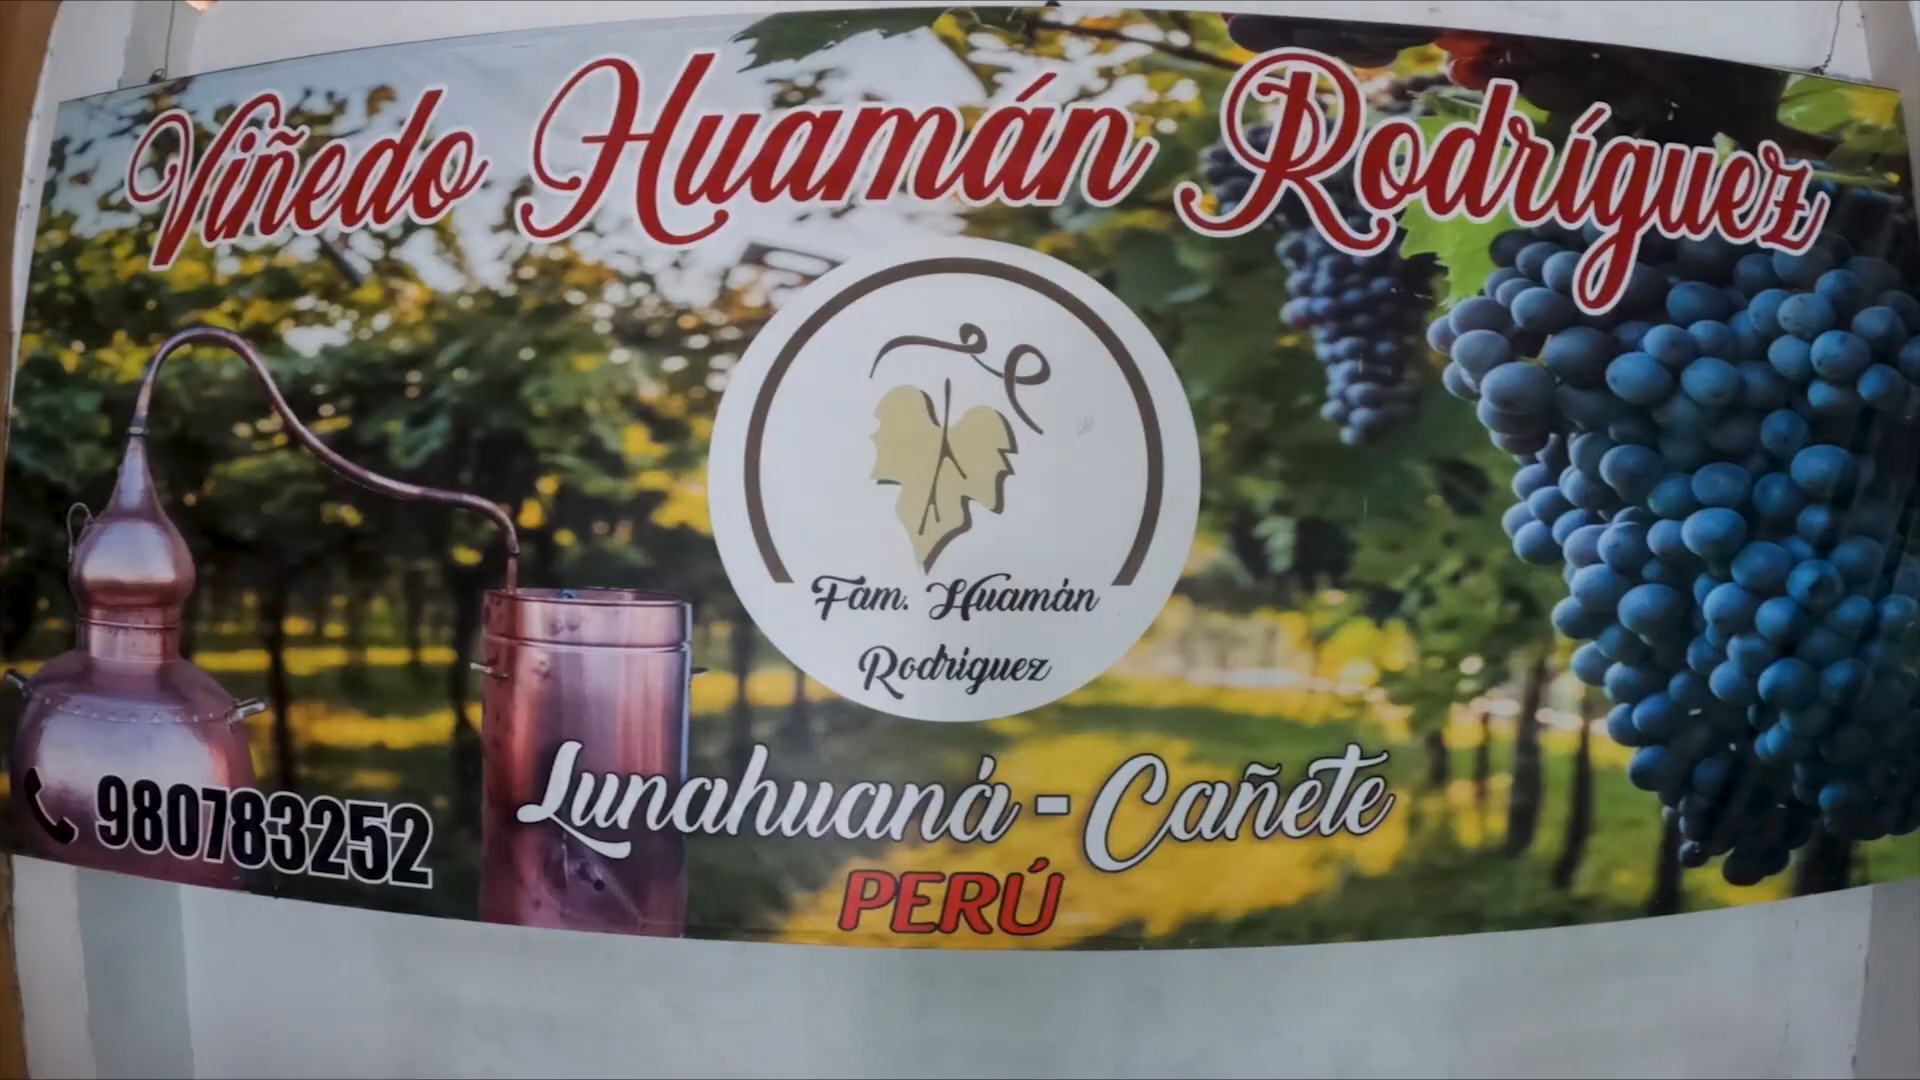 Viñedo Huamán Rodríguez
Fam. Huamán
Rodriguez
Lunahuaná - Cañete
PERÚ
980783252